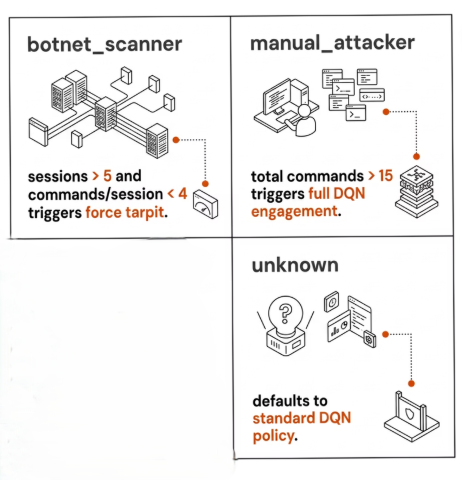 botnet_scanner
sessions > 5 and
commands/session < 4
triggers force tarpit.
manual_attacker
total commands > 15
triggers full DQN
engagement.
unknown
?
defaults to
standard DQN
policy.